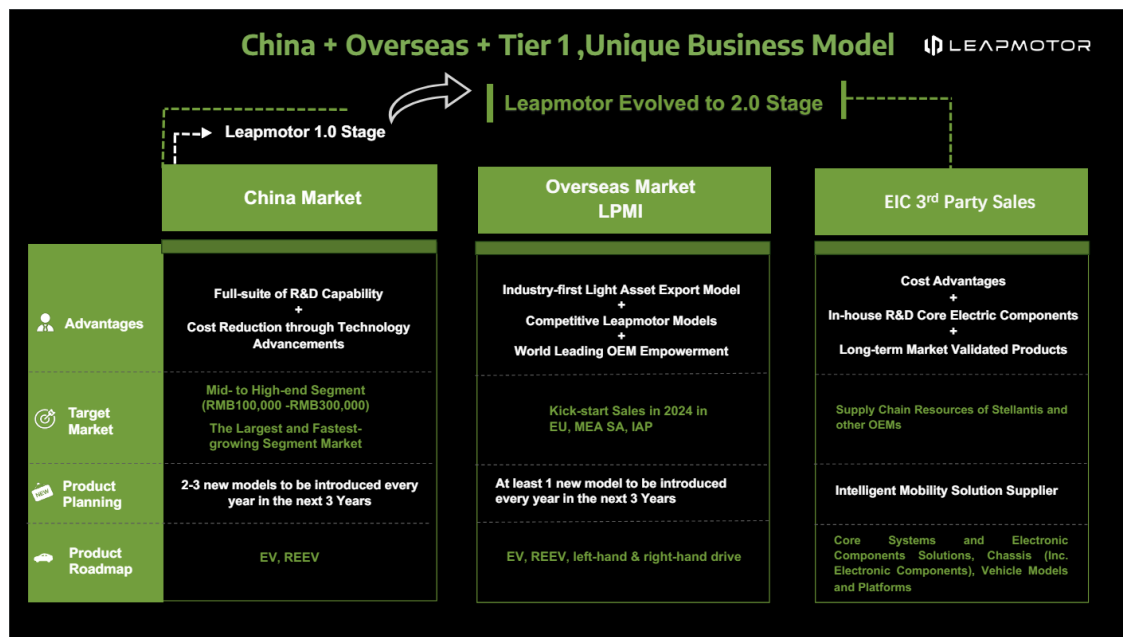 China + Overseas + Tier 1 ,Unique Business Model
LEAPMOTOR
Leapmotor Evolved to 2.0 Stage
Leapmotor 1.0 Stage
China Market
Overseas Market
LPMI
EIC 3rd Party Sales
Advantages
Full-suite of R&D Capability
+
Cost Reduction through Technology
Advancements
Industry-first Light Asset Export Model
+
Competitive Leapmotor Models
+
World Leading OEM Empowerment
Cost Advantages
+
In-house R&D Core Electric Components
+
Long-term Market Validated Products
Target
Market
Mid- to High-end Segment
(RMB100,000 -RMB300,000)
The Largest and Fastest-
growing Segment Market
Kick-start Sales in 2024 in
EU, MEA SA, IAP
Supply Chain Resources of Stellantis and
other OEMs
NEW
Product
Planning
2-3 new models to be introduced every
year in the next 3 Years
At least 1 new model to be introduced
every year in the next 3 Years
Intelligent Mobility Solution Supplier
Product
Roadmap
EV, REEV
EV, REEV, left-hand & right-hand drive
Core Systems and Electronic
Components Solutions, Chassis (Inc.
Electronic Components), Vehicle Models
and Platforms